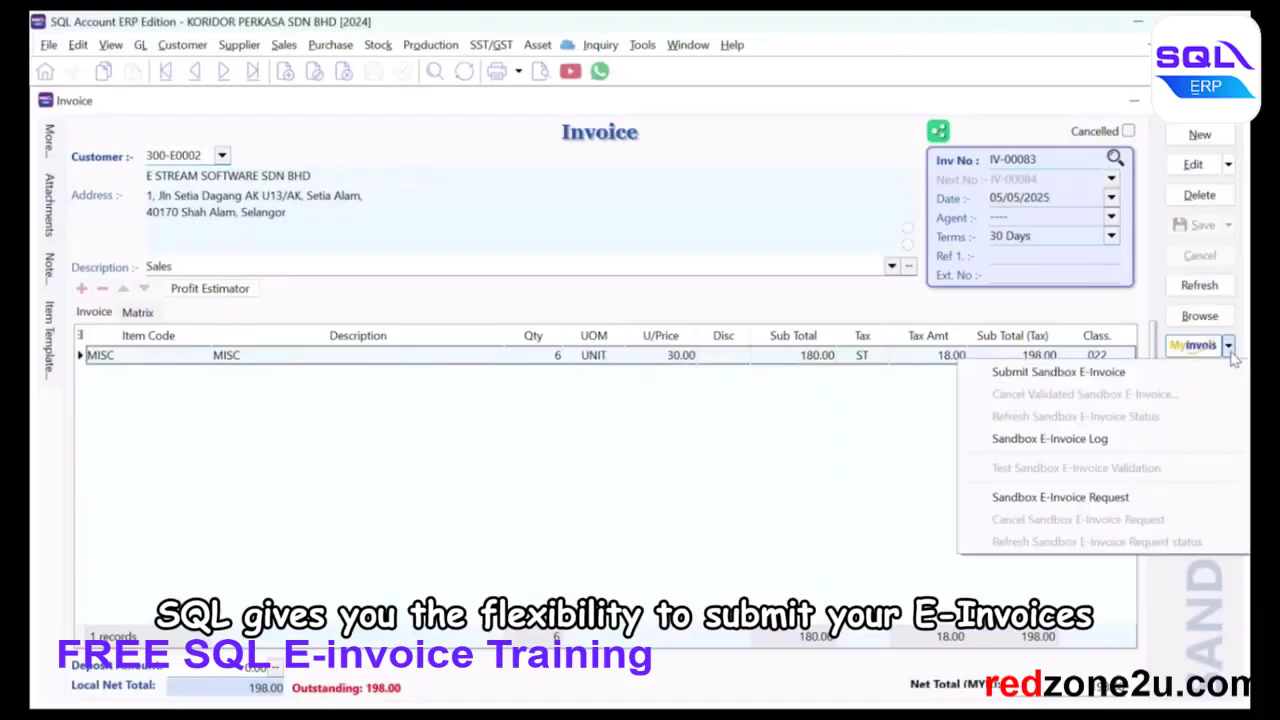 SQL Account ERP Edition - KORIDOR PERKASA SDN BHD [2024]
File Edit View GL Customer Supplier Sales Purchase Stock Production SST/GST Asset Inquiry Tools Window Help
SQL
ERP
Invoice
Invoice
Cancelled
New
More...
Customer :- 300-E0002
Inv No : IV-00083
Edit
E STREAM SOFTWARE SDN BHD
Next No :- IV-00084
Attachments
Address :- 1, Jln Setia Dagang AK U13/AK, Setia Alam,
40170 Shah Alam, Selangor
Date :- 05/05/2025
Delete
Agent : ----
Save
Terms :- 30 Days
Note...
Ref 1. :-
Cancel
Description :- Sales
Ext. No :-
Profit Estimator
Refresh
Invoice Matrix
Browse
Item Template...
Item Code Description Qty UOM U/Price Disc Sub Total Tax Tax Amt Sub Total (Tax) Class.
MISC MISC 6 UNIT 30.00 180.00 ST 18.00 198.00 022
Myinvois
Submit Sandbox E-Invoice
Cancel Validated Sandbox E-Invoice...
Refresh Sandbox E-Invoice Status
Sandbox E-Invoice Log
Test Sandbox E-Invoice Validation
Sandbox E-Invoice Request
Cancel Sandbox E-Invoice Request
Refresh Sandbox E-Invoice Request status
SQL gives you the flexibility to submit your E-Invoices
1 records 6 180.00 18.00 198.00
FREE SQL E-invoice Training
0.00
Local Net Total: 198.00 Outstanding: 198.00
redzone2u.com